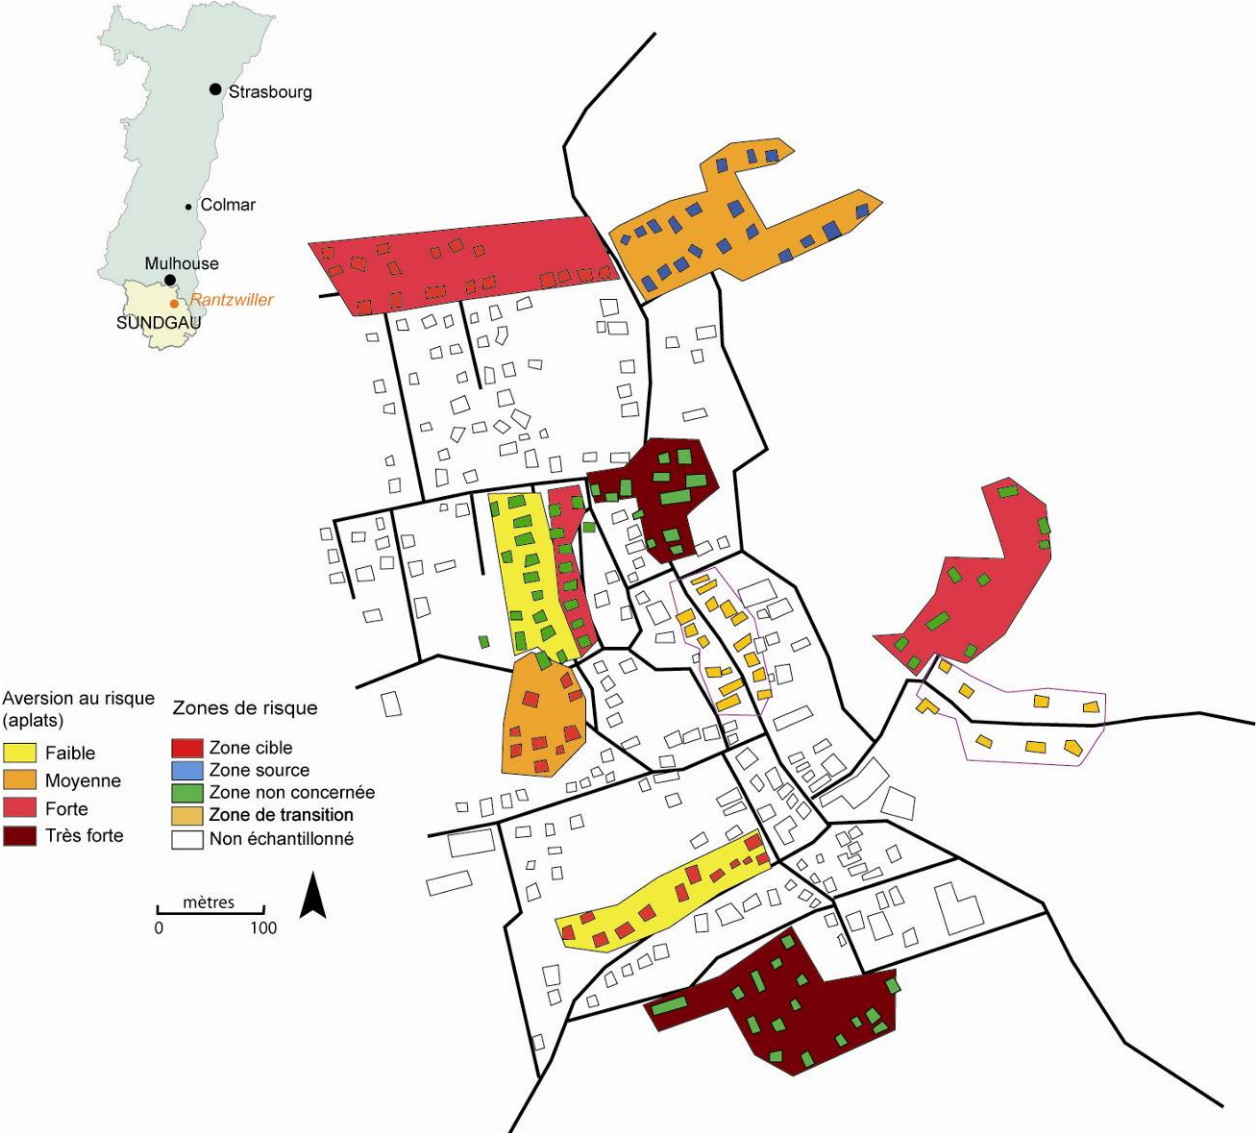 Strasbourg
Colmar
Mulhouse
Rantzwiller
SUNDGAU
Aversion au risque
(aplats)
Faible
Moyenne
Forte
Très forte
Zones de risque
Zone cible
Zone source
Zone non concernée
Zone de transition
Non échantillonné
mètres
0 100